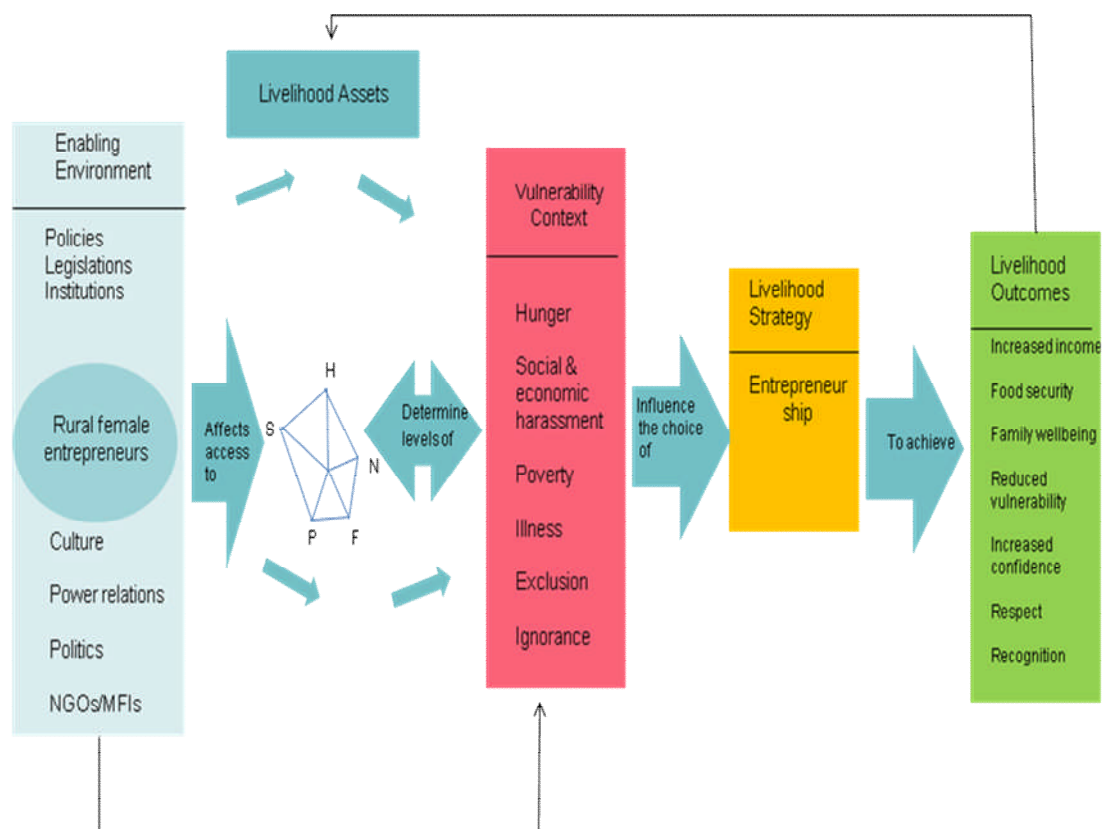 Livelihood Assets
Enabling
Environment
Policies
Legislations
Institutions
Rural female
entrepreneurs
Culture
Power relations
Politics
NGOs/MFIs
Affects
access
to
H
S
N
P
F
Determine
levels of
Vulnerability
Context
Hunger
Social &
economic
harassment
Poverty
Illness
Exclusion
Ignorance
Influence
the choice
of
Livelihood
Strategy
Entrepreneur
ship
To achieve
Livelihood
Outcomes
Increased income
Food security
Family wellbeing
Reduced
vulnerability
Increased
confidence
Respect
Recognition